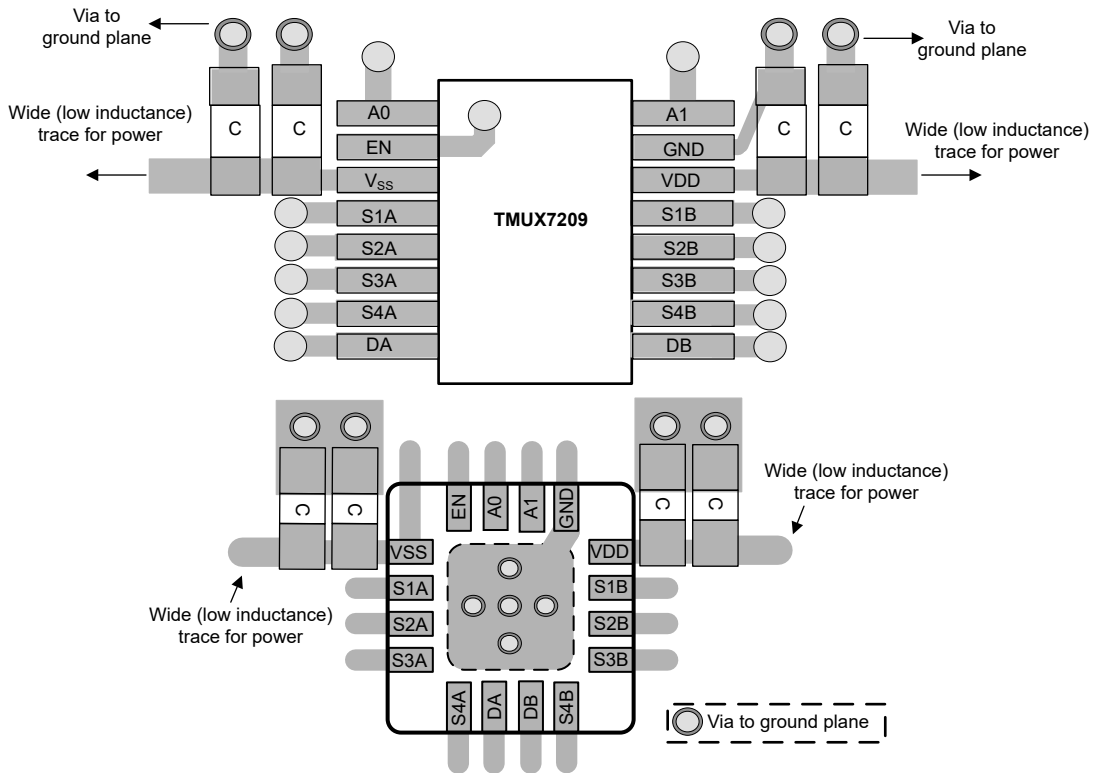 Via to
ground plane
Via to
ground plane
Wide (low inductance)
trace for power
C
C
C
C
Wide (low inductance)
trace for power
A0
EN
VSS
S1A
S2A
S3A
S4A
DA
TMUX7209
A1
GND
VDD
S1B
S2B
S3B
S4B
DB
C
C
C
C
Wide (low inductance)
trace for power
Wide (low inductance)
trace for power
EN
A0
A1
GND
VSS
S1A
S2A
S3A
VDD
S1B
S2B
S3B
S4A
DA
DB
S4B
Via to ground plane